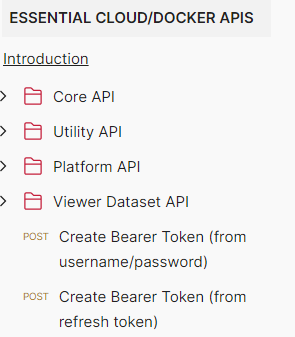 ESSENTIAL CLOUD/DOCKER APIS
Introduction
Core API
Utility API
Platform API
Viewer Dataset API
POST Create Bearer Token (from
username/password)
POST Create Bearer Token (from
refresh token)